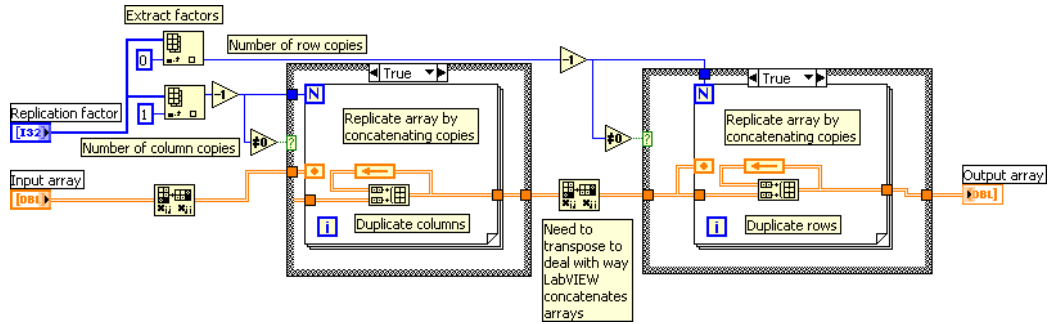 Extract factors
0
Number of row copies
-1
True
True
N
N
Replication factor
[I32]
1
-1
Replicate array by
concatenating copies
Replicate array by
concatenating copies
≠0
?
≠0
?
Number of column copies
Input array
[DBL]
Output array
[DBL]
i
Duplicate columns
i
Duplicate rows
Need to
transpose to
deal with way
LabVIEW
concatenates
arrays